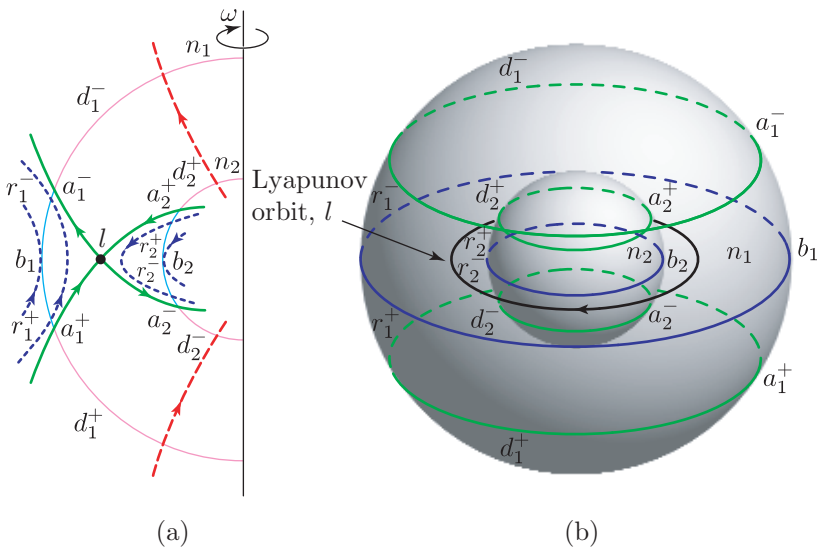 ω
n₁
d₁⁻
n₂
d₂⁺
a₁⁻
a₂⁺
r₁⁻
l
r₂⁺
b₁
r₂⁻
b₂
r₁⁺
a₁⁺
a₂⁻
d₂⁻
d₁⁺
(a)
Lyapunov
orbit, l
d₁⁻
a₁⁻
r₁⁻
d₂⁺
a₂⁺
r₂⁺
n₂
b₂
n₁
b₁
r₂⁻
r₁⁺
d₂⁻
a₂⁻
a₁⁺
d₁⁺
(b)